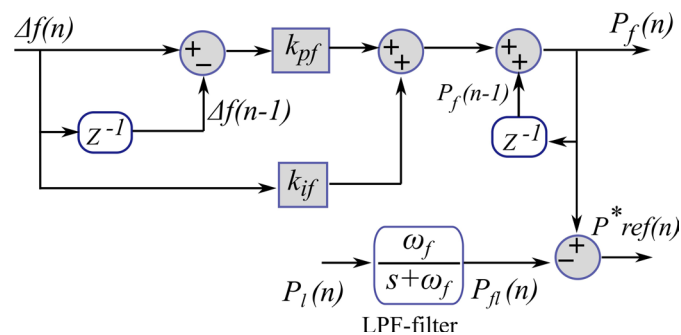 Δf(n)
P_f(n)
+
−
k_pf
+
+
+
+
P_f(n-1)
Δf(n-1)
Z^-1
Z^-1
k_if
P^*ref(n)
+
−
ω_f
s+ω_f
P_l(n)
P_fl(n)
LPF-filter